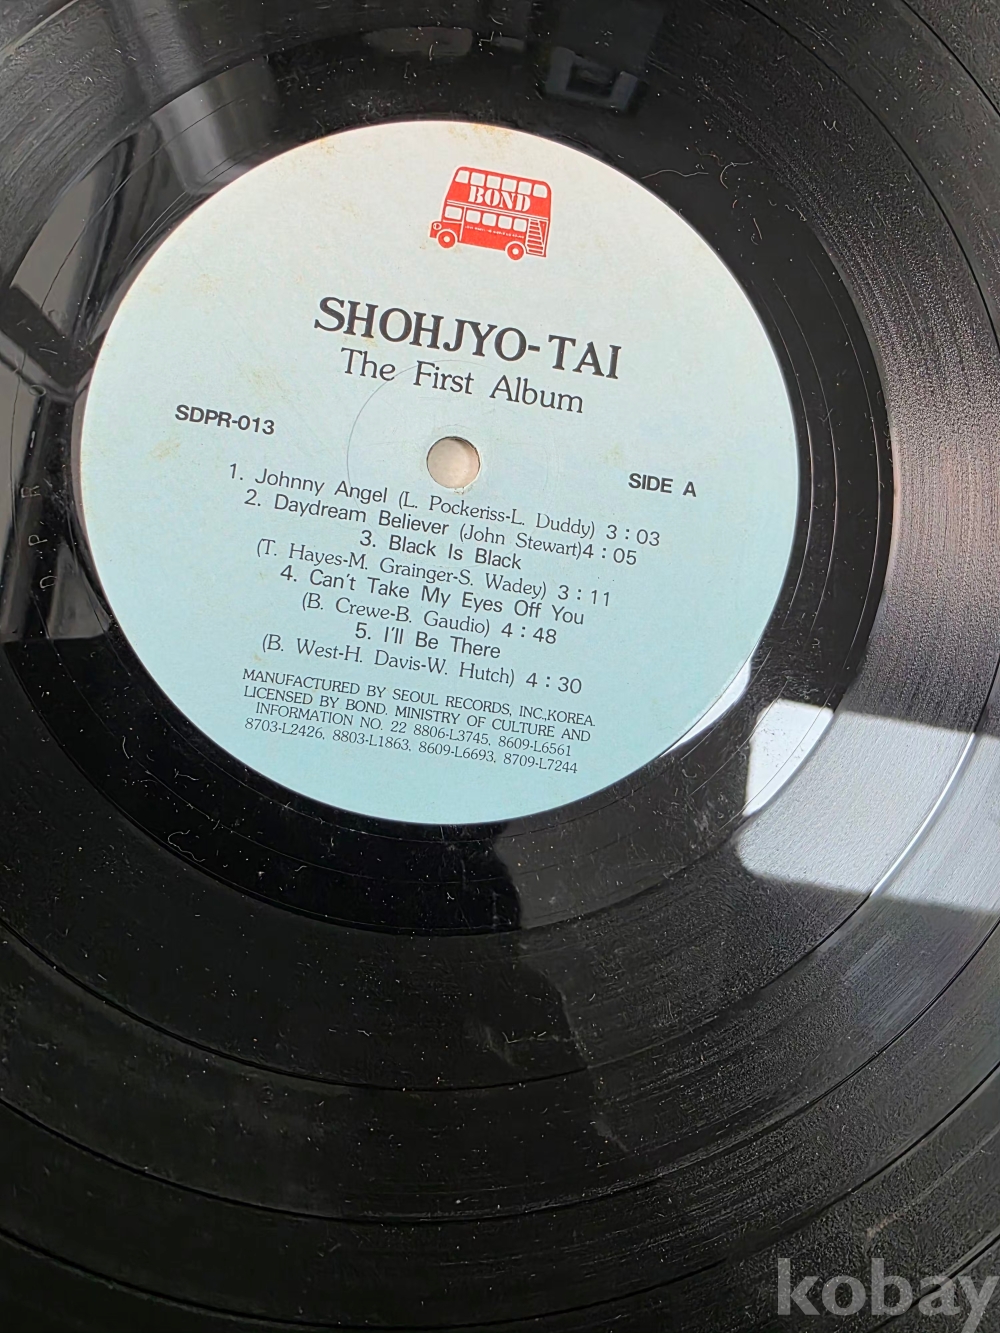 BOND
SHOHJYO-TAI
The First Album
SDPR-013
SIDE A
1. Johnny Angel (L. Pockeriss-L. Duddy) 3 : 03
2. Daydream Believer (John Stewart)4 : 05
3. Black Is Black
(T. Hayes-M. Grainger-S. Wadey) 3 : 11
4. Can't Take My Eyes Off You
(B. Crewe-B. Gaudio) 4 : 48
5. I'll Be There
(B. West-H. Davis-W. Hutch) 4 : 30
MANUFACTURED BY SEOUL RECORDS, INC.,KOREA.
LICENSED BY BOND. MINISTRY OF CULTURE AND
INFORMATION NO. 22 8806-L3745, 8609-L6561
8703-L2426, 8803-L1863, 8609-L6693, 8709-L7244
kobay